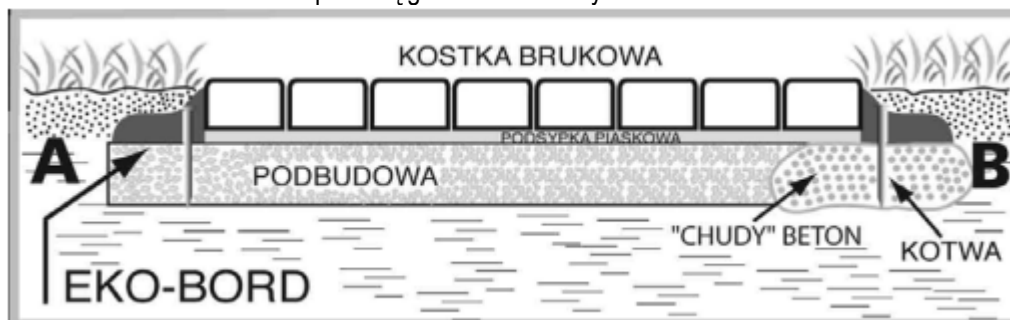 KOSTKA BRUKOWA
PODSYPKA PIASKOWA
A
B
PODBUDOWA
"CHUDY" BETON
KOTWA
EKO-BORD